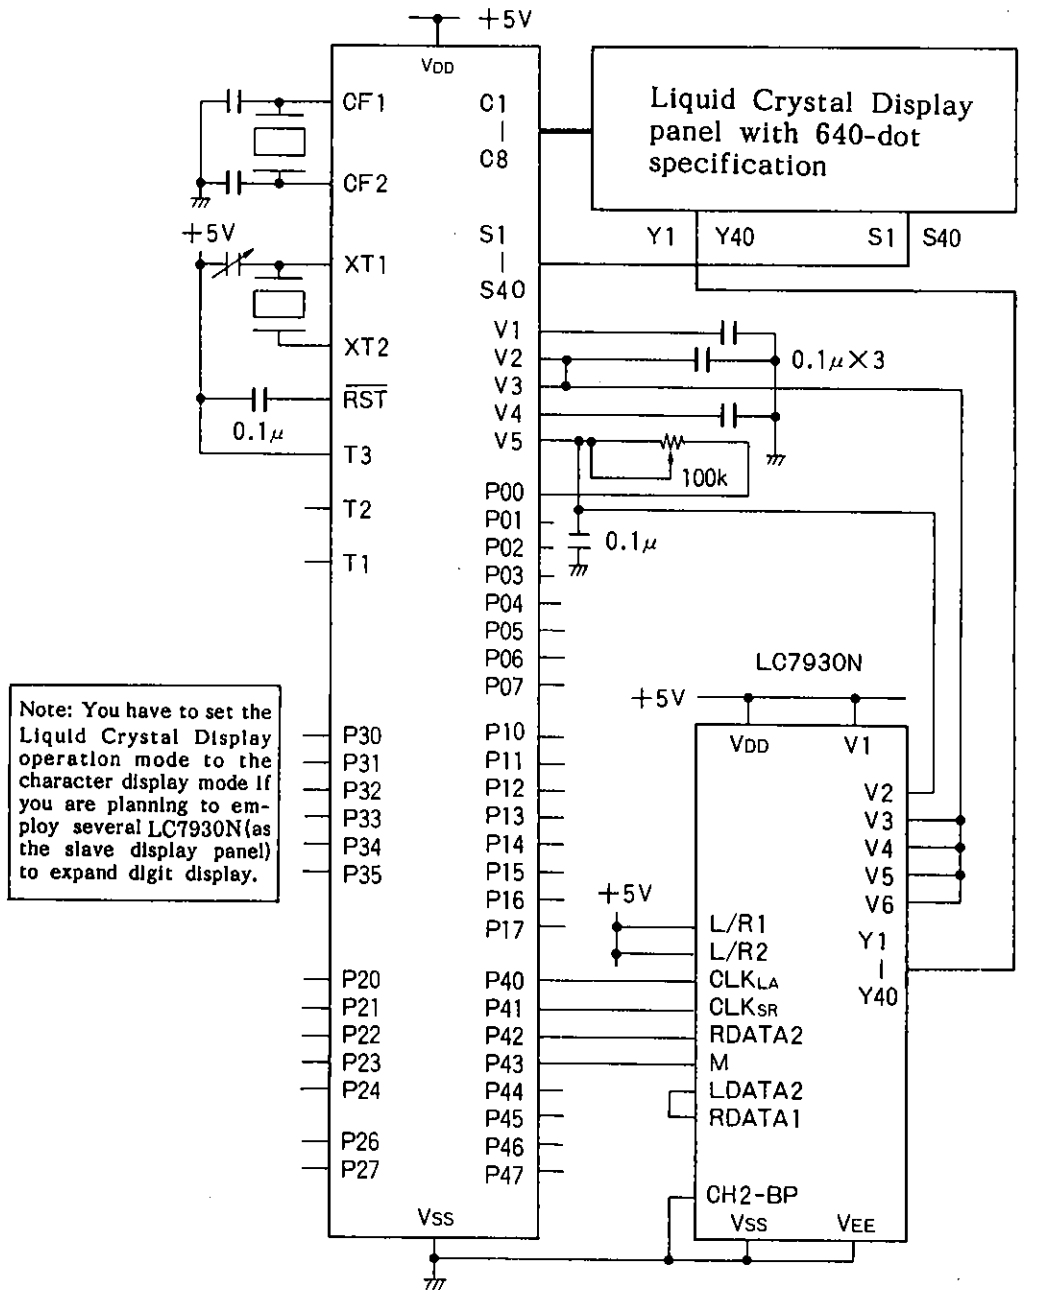 +5V
VDD
CF1
C1
C8
CF2
+5V
XT1
S1
S40
XT2
V1
V2
V3
RST
0.1μ
V4
V5
T3
T2
T1
100k
0.1μ×3
0.1μ
P00
P01
P02
P03
P04
P05
P06
P07
Liquid Crystal Display
panel with 640-dot
specification
Y1 Y40 S1 S40
Note: You have to set the
Liquid Crystal Display
operation mode to the
character display mode if
you are planning to em-
ploy several LC7930N(as
the slave display panel)
to expand digit display.
P30
P31
P32
P33
P34
P35
P20
P21
P22
P23
P24
P26
P27
P10
P11
P12
P13
P14
P15
P16
P17
P40
P41
P42
P43
P44
P45
P46
P47
VSS
LC7930N
+5V
VDD V1
V2
V3
V4
V5
V6
Y1
Y40
+5V
L/R1
L/R2
CLKLA
CLKSR
RDATA2
M
LDATA2
RDATA1
CH2-BP
VSS VEE